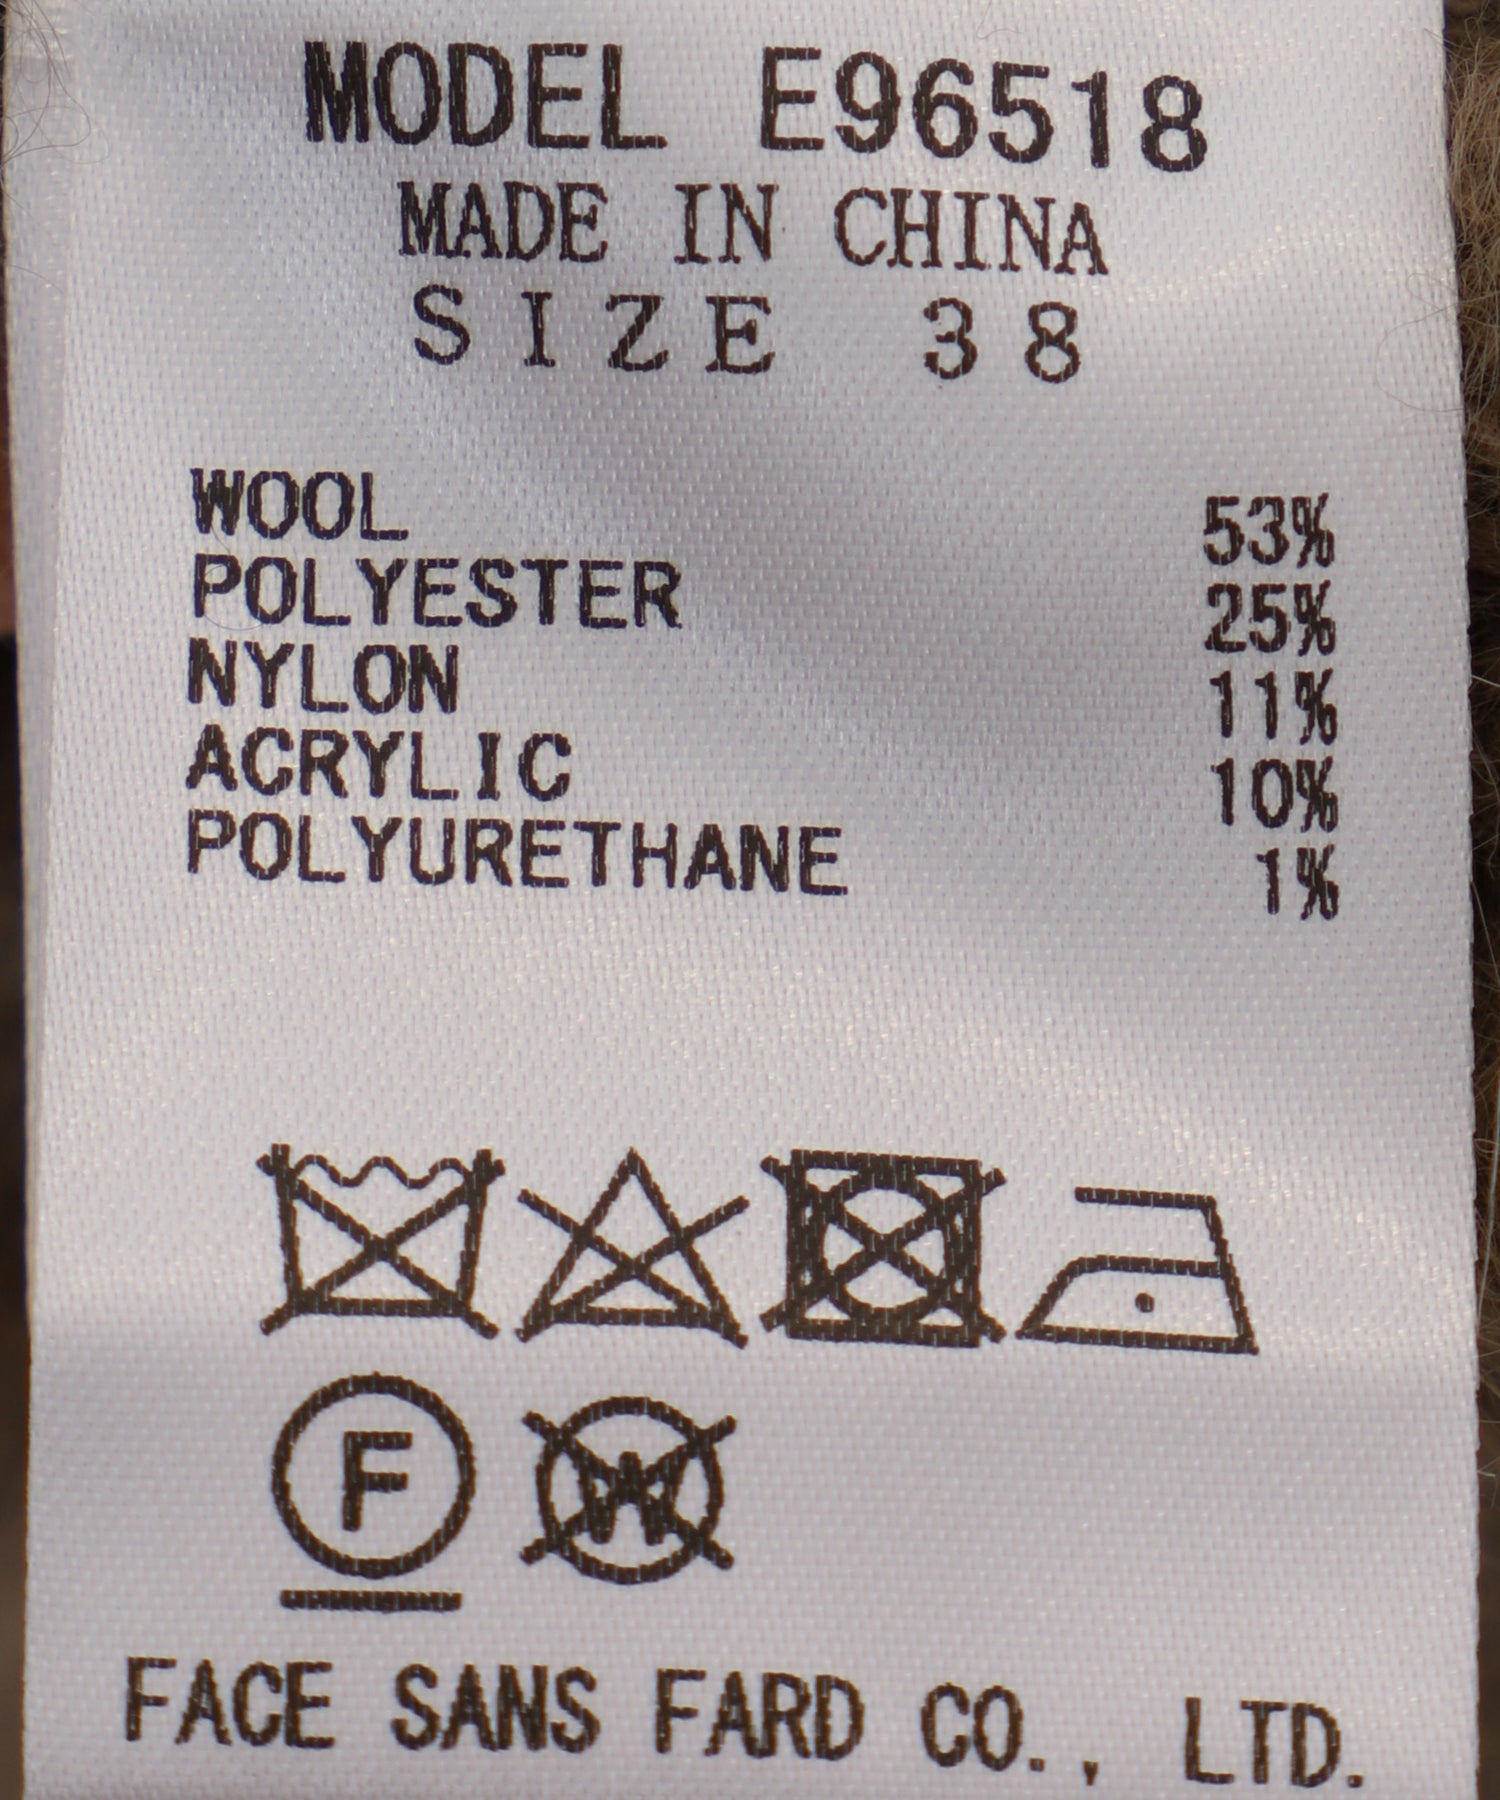 MODEL E96518
MADE IN CHINA
SIZE 38
WOOL 53%
POLYESTER 25%
NYLON 11%
ACRYLIC 10%
POLYURETHANE 1%
F W
FACE SANS FARD CO., LTD.